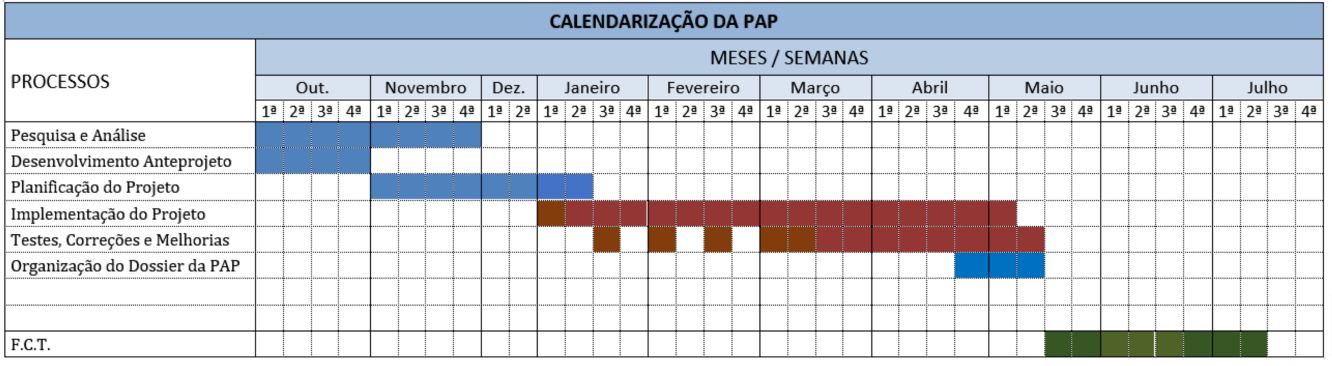 CALENDARIZAÇÃO DA PAP
PROCESSOS
MESES / SEMANAS
Out. Novembro Dez. Janeiro Fevereiro Março Abril Maio Junho Julho
1ª 2ª 3ª 4ª 1ª 2ª 3ª 4ª 1ª 2ª 1ª 2ª 3ª 4ª 1ª 2ª 3ª 4ª 1ª 2ª 3ª 4ª 1ª 2ª 3ª 4ª 1ª 2ª 3ª 4ª 1ª 2ª 3ª 4ª 1ª 2ª 3ª 4ª
Pesquisa e Análise
Desenvolvimento Anteprojeto
Planificação do Projeto
Implementação do Projeto
Testes, Correções e Melhorias
Organização do Dossier da PAP
F.C.T.